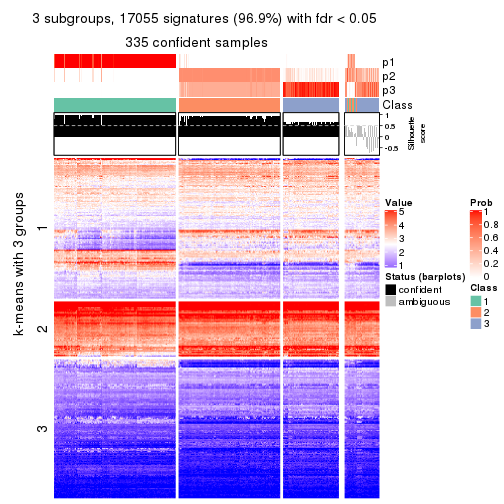 3 subgroups, 17055 signatures (96.9%) with fdr < 0.05
335 confident samples
p1
p2
p3
Class
1
0.5
0
-0.5
Silhouette
score
k-means with 3 groups
1
2
3
Value
5
4
3
2
1
Status (barplots)
confident
ambiguous
Prob
1
0.8
0.6
0.4
0.2
0
Class
1
2
3